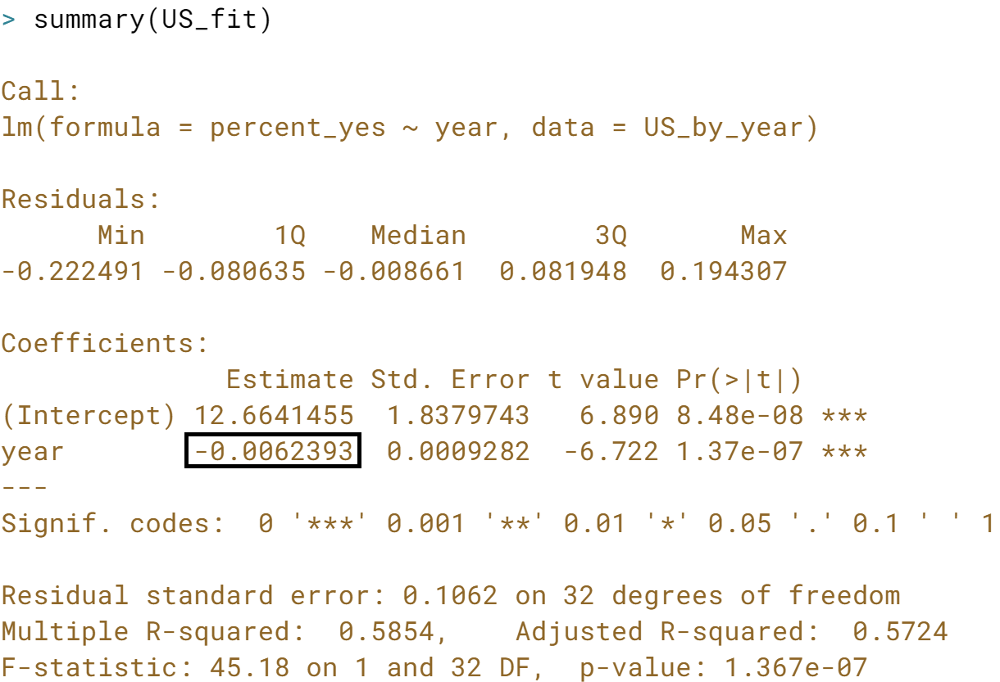 > summary(US_fit)
Call:
lm(formula = percent_yes ~ year, data = US_by_year)
Residuals:
Min 1Q Median 3Q Max
-0.222491 -0.080635 -0.008661 0.081948 0.194307
Coefficients:
Estimate Std. Error t value Pr(>|t|)
(Intercept) 12.6641455 1.8379743 6.890 8.48e-08 ***
year -0.0062393 0.0009282 -6.722 1.37e-07 ***
---
Signif. codes: 0 '***' 0.001 '**' 0.01 '*' 0.05 '.' 0.1 ' ' 1
Residual standard error: 0.1062 on 32 degrees of freedom
Multiple R-squared: 0.5854, Adjusted R-squared: 0.5724
F-statistic: 45.18 on 1 and 32 DF, p-value: 1.367e-07